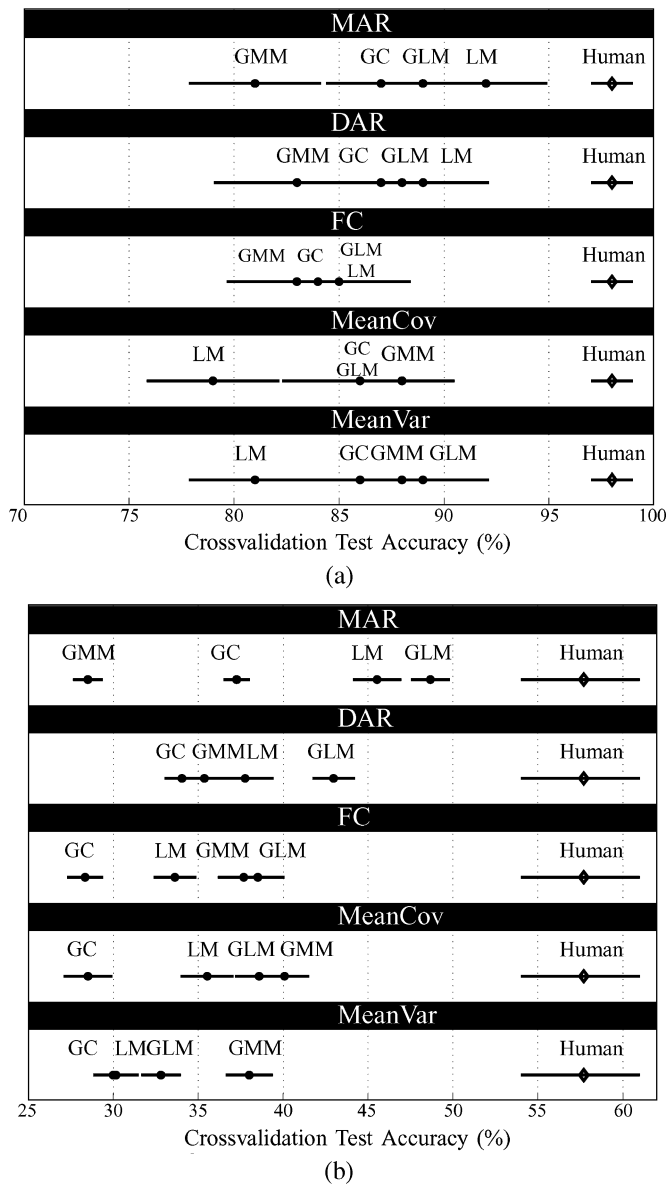 MAR
GMM GC GLM LM Human
DAR
GMM GC GLM LM Human
FC
GMM GC GLM Human
LM
MeanCov
LM GC GMM Human
GLM
MeanVar
LM GC GMM GLM Human
70 75 80 85 90 95 100
Crossvalidation Test Accuracy (%)
(a)
MAR
GMM GC LM GLM Human
DAR
GC GMM LM GLM Human
FC
GC LM GMM GLM Human
MeanCov
GC LM GLM GMM Human
MeanVar
GC LM GLM GMM Human
25 30 35 40 45 50 55 60
Crossvalidation Test Accuracy (%)
(b)